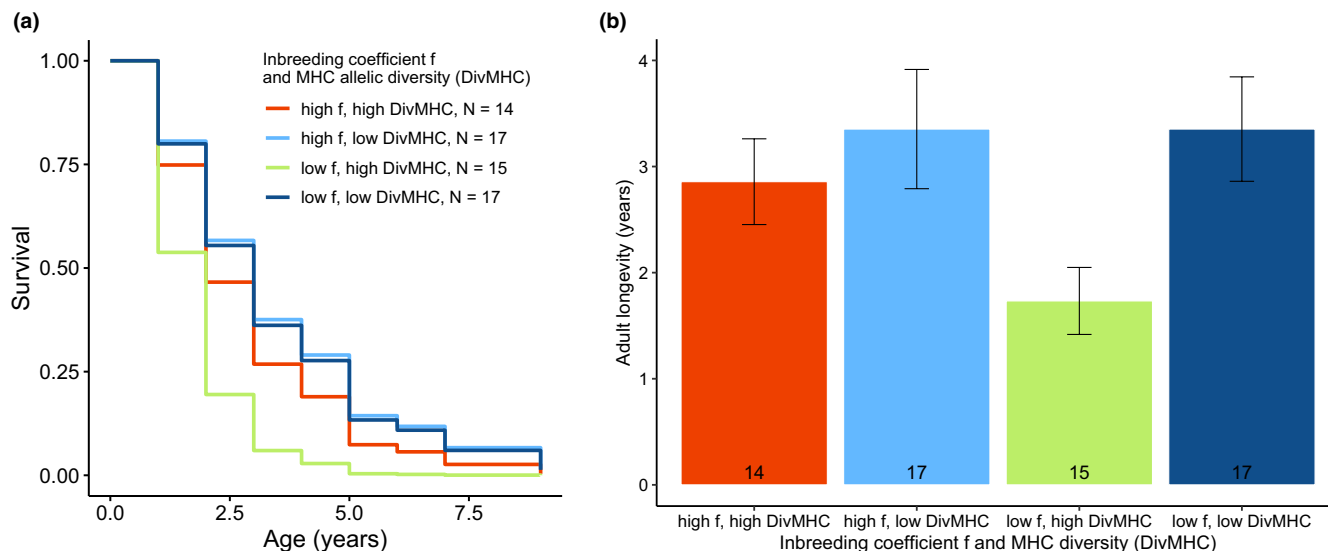 (a)
1.00
0.75
0.50
0.25
0.00
Survival
0.0
2.5
5.0
7.5
Age (years)
Inbreeding coefficient f
and MHC allelic diversity (DivMHC)
high f, high DivMHC, N = 14
high f, low DivMHC, N = 17
low f, high DivMHC, N = 15
low f, low DivMHC, N = 17
(b)
4
3
2
1
0
Adult longevity (years)
14
17
15
17
high f, high DivMHC
high f, low DivMHC
low f, high DivMHC
low f, low DivMHC
Inbreeding coefficient f and MHC diversity (DivMHC)